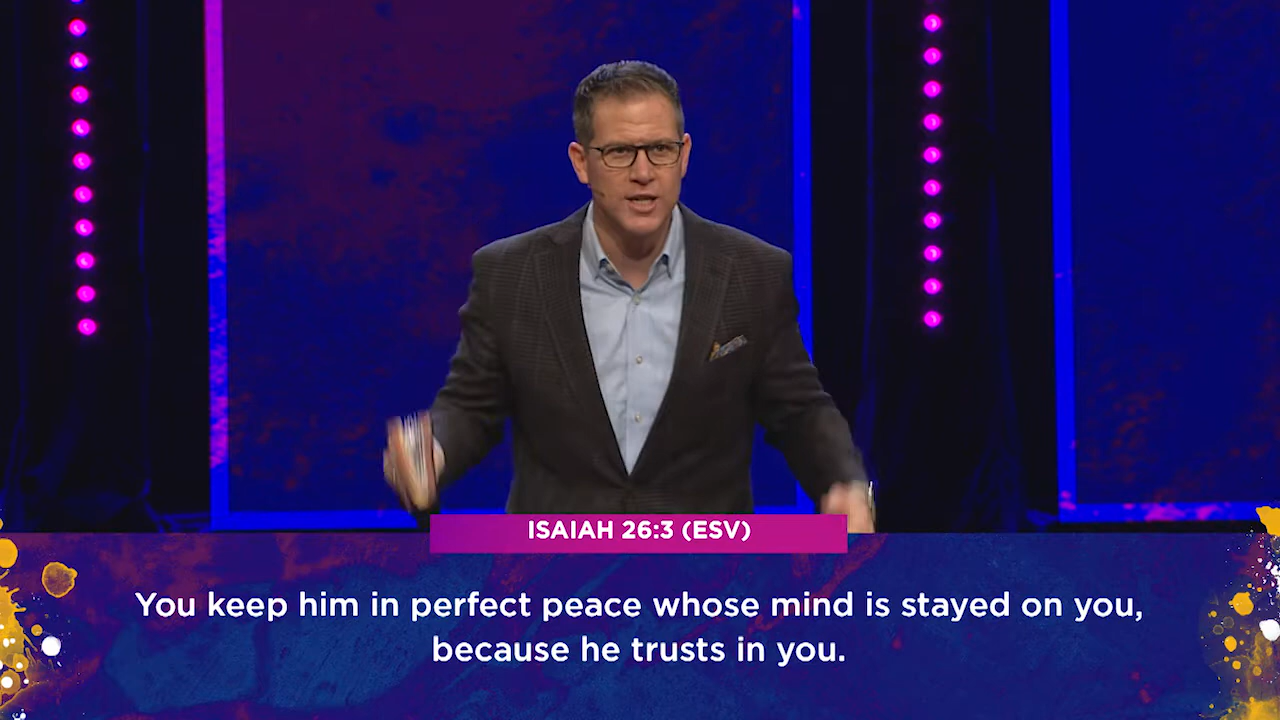 ISAIAH 26:3 (ESV)
You keep him in perfect peace whose mind is stayed on you,
because he trusts in you.